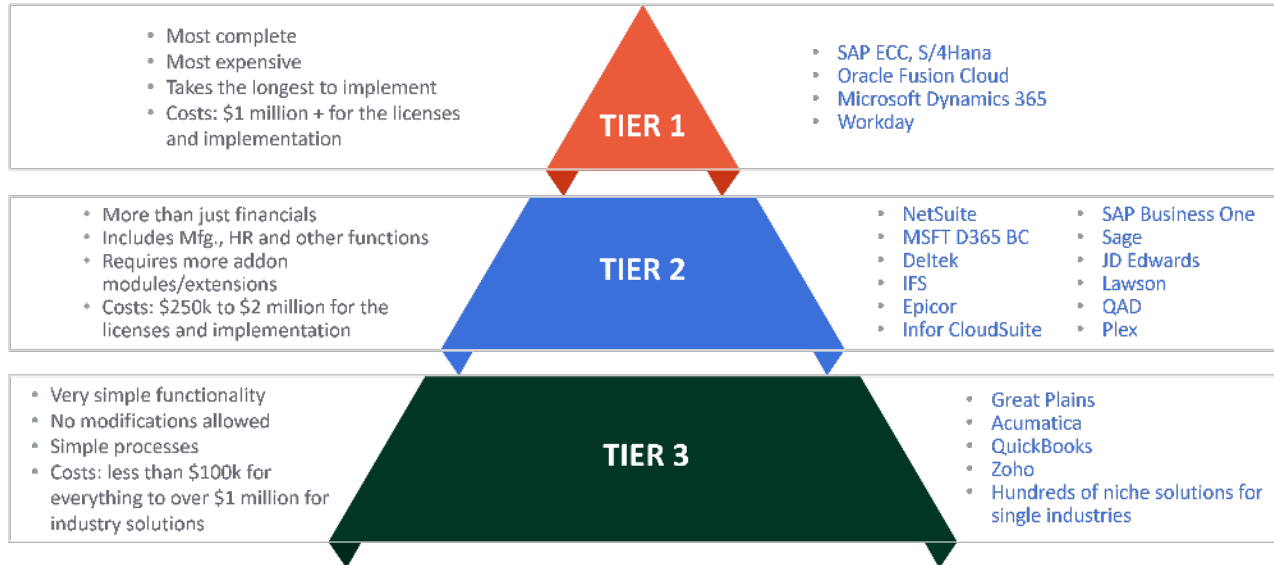 • Most complete
• Most expensive
• Takes the longest to implement
• Costs: $1 million + for the licenses
and implementation
TIER 1
• SAP ECC, S/4Hana
• Oracle Fusion Cloud
• Microsoft Dynamics 365
• Workday
• More than just financials
• Includes Mfg., HR and other functions
• Requires more addon
modules/extensions
• Costs: $250k to $2 million for the
licenses and implementation
TIER 2
• NetSuite
• MSFT D365 BC
• Deltek
• IFS
• Epicor
• Infor CloudSuite
• SAP Business One
• Sage
• JD Edwards
• Lawson
• QAD
• Plex
• Very simple functionality
• No modifications allowed
• Simple processes
• Costs: less than $100k for
everything to over $1 million for
industry solutions
TIER 3
• Great Plains
• Acumatica
• QuickBooks
• Zoho
• Hundreds of niche solutions for
single industries